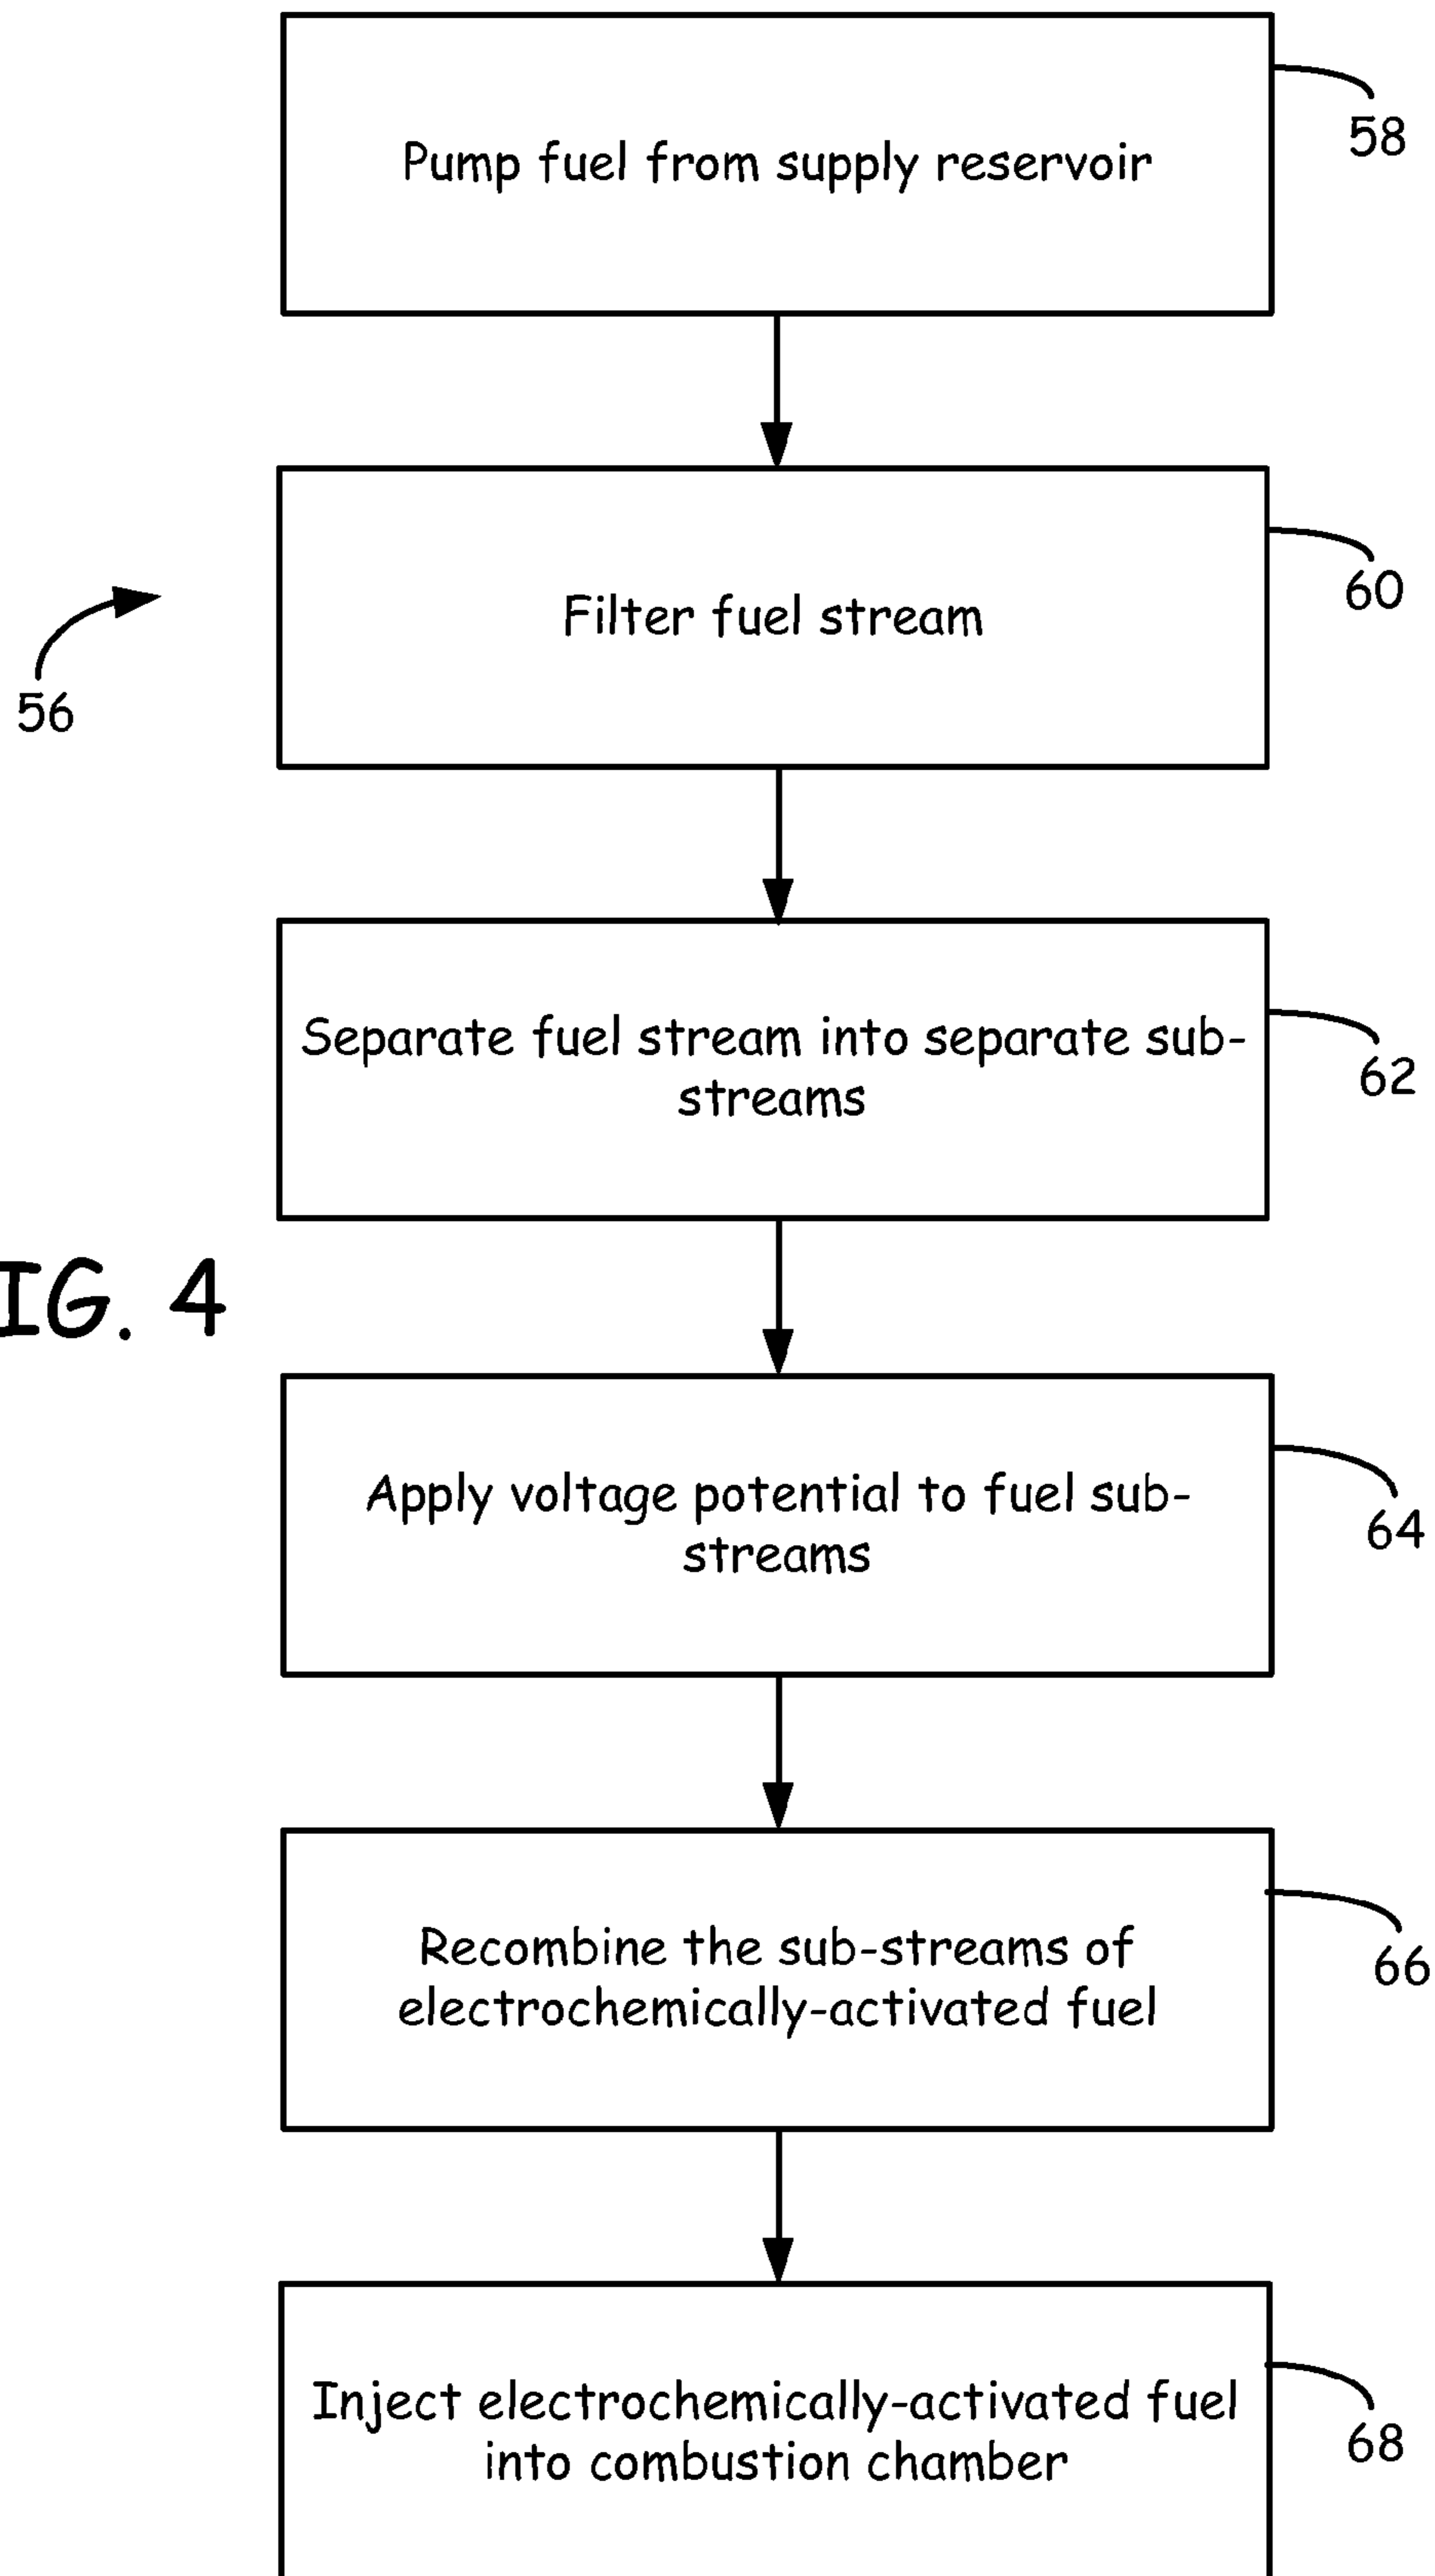 Pump fuel from supply reservoir
58
Filter fuel stream
60
56
Separate fuel stream into separate sub-
streams
62
IG. 4
Apply voltage potential to fuel sub-
streams
64
Recombine the sub-streams of
electrochemically-activated fuel
66
Inject electrochemically-activated fuel
into combustion chamber
68